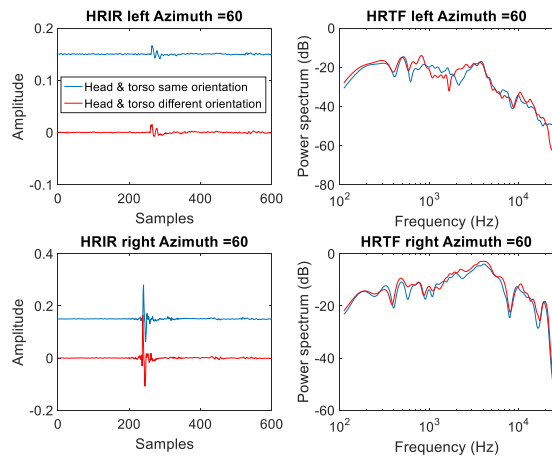 HRIR left Azimuth =60
0.2
0.1
0
-0.1
Amplitude
Head & torso same orientation
Head & torso different orientation
0 200 400 600
Samples
HRTF left Azimuth =60
0
-20
-40
-60
-80
Power spectrum (dB)
10^2 10^3 10^4
Frequency (Hz)
HRIR right Azimuth =60
0.4
0.2
0
-0.2
Amplitude
0 200 400 600
Samples
HRTF right Azimuth =60
0
-20
-40
-60
Power spectrum (dB)
10^2 10^3 10^4
Frequency (Hz)